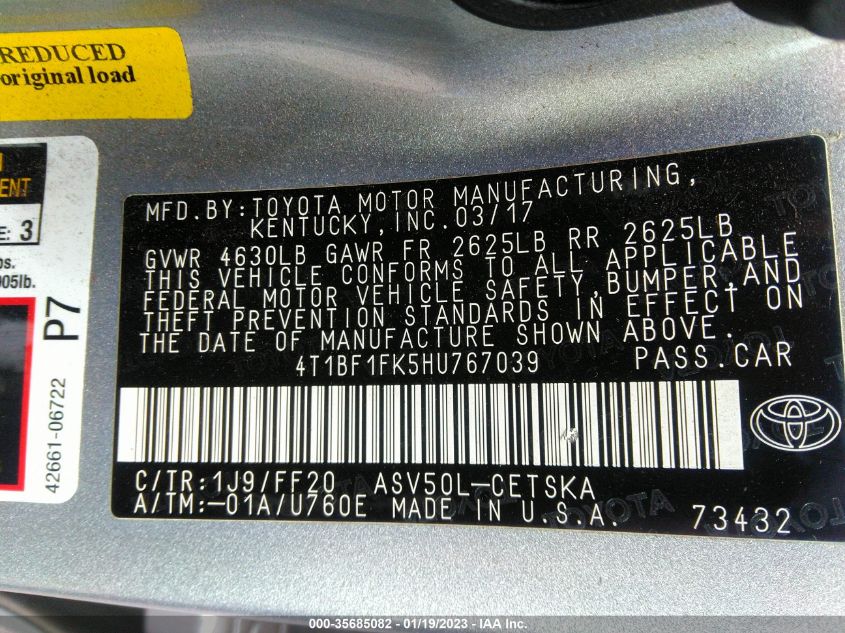 REDUCED
original load
ENT
E: 3
bs.
905lb.
P7
42661-06722
MFD.BY:TOYOTA MOTOR MANUFACTURING,
KENTUCKY,INC.03/17
GVWR 4630LB GAWR FR 2625LB RR 2625LB
THIS VEHICLE CONFORMS TO ALL APPLICABLE
FEDERAL MOTOR VEHICLE SAFETY,BUMPER,AND
THEFT PREVENTION STANDARDS IN EFFECT ON
THE DATE OF MANUFACTURE SHOWN ABOVE.
4T1BF1FK5HU767039 PASS.CAR
C/TR:1J9/FF20 ASV50L-CETSKA
A/TM:-01A/U760E MADE IN U.S.A. 73432
000-35685082 - 01/19/2023 - IAA Inc.